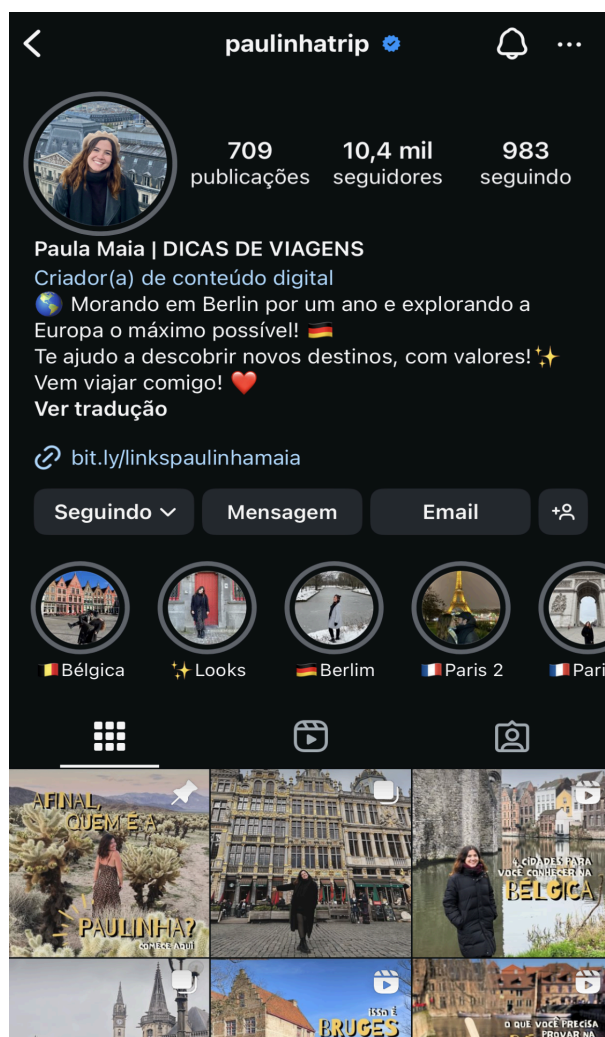 paulinhatrip
709
publicações
10,4 mil
seguidores
983
seguindo
Paula Maia | DICAS DE VIAGENS
Criador(a) de conteúdo digital
🌎 Morando em Berlin por um ano e explorando a
Europa o máximo possível! 🇩🇪
Te ajudo a descobrir novos destinos, com valores!✨
Vem viajar comigo! ❤️
Ver tradução
bit.ly/linkspaulinhamaia
Seguindo
Mensagem
Email
🇧🇪Bélgica
✨Looks
🇩🇪Berlim
🇫🇷Paris 2
🇫🇷Pari
AFINAL,
QUEM É A
PAULINHA?
COMECE AQUI
4 CIDADES PARA
VOCÊ CONHECER NA
BÉLGICA
ISSO É
BRUGES
O QUE VOCÊ PRECISA
PROVAR NA